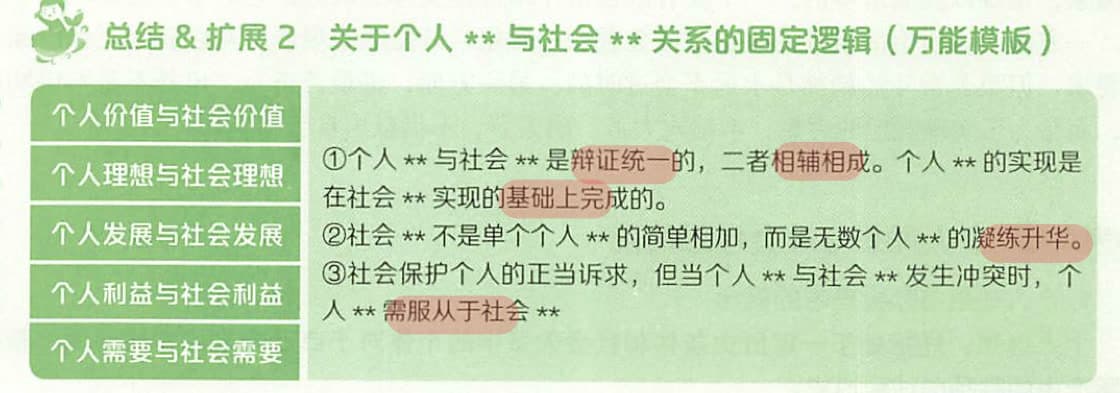 总结 & 扩展 2 关于个人 ** 与社会 ** 关系的固定逻辑（万能模板）
个人价值与社会价值
个人理想与社会理想
个人发展与社会发展
个人利益与社会利益
个人需要与社会需要
①个人 ** 与社会 ** 是辩证统一的，二者相辅相成。个人 ** 的实现是
在社会 ** 实现的基础上完成的。
②社会 ** 不是单个个人 ** 的简单相加，而是无数个人 ** 的凝练升华。
③社会保护个人的正当诉求，但当个人 ** 与社会 ** 发生冲突时，个
人 ** 需服从于社会 **